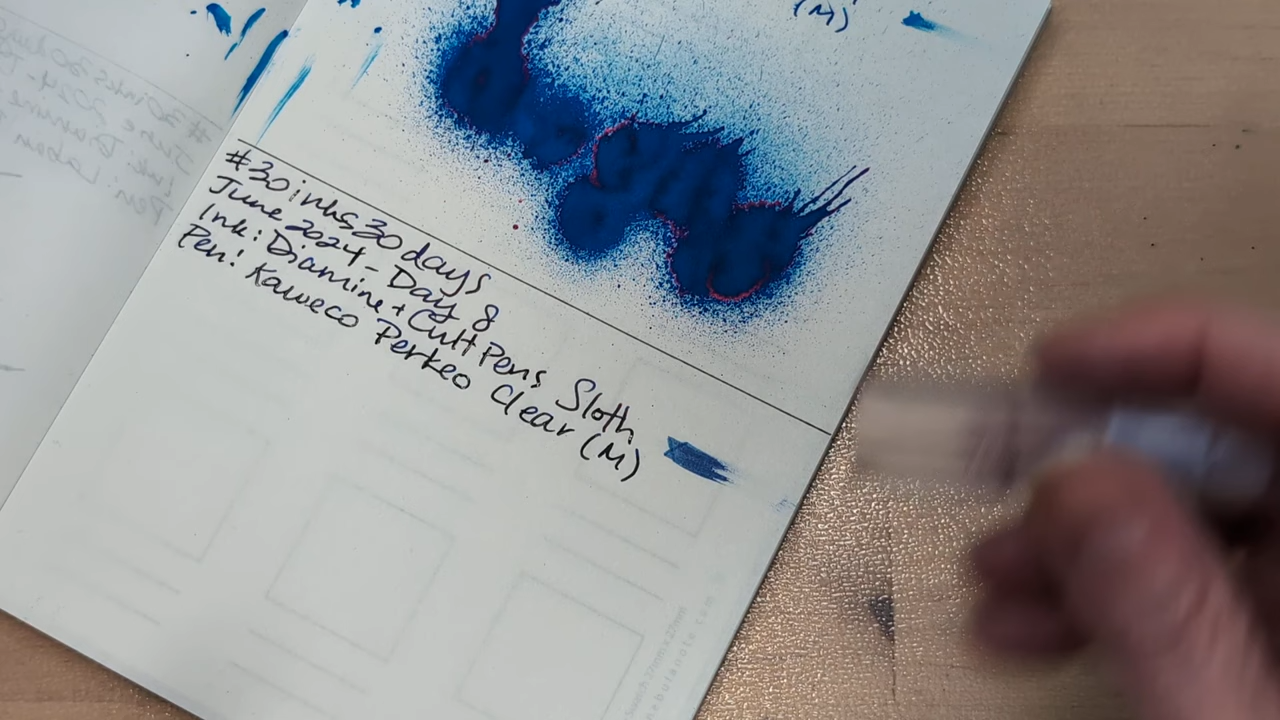 (M)
#30inks30days
June 2024 - Day 8
Ink: Diamine + Cult Pens Sloth
Pen: Kaweco Perkeo Clear (M)